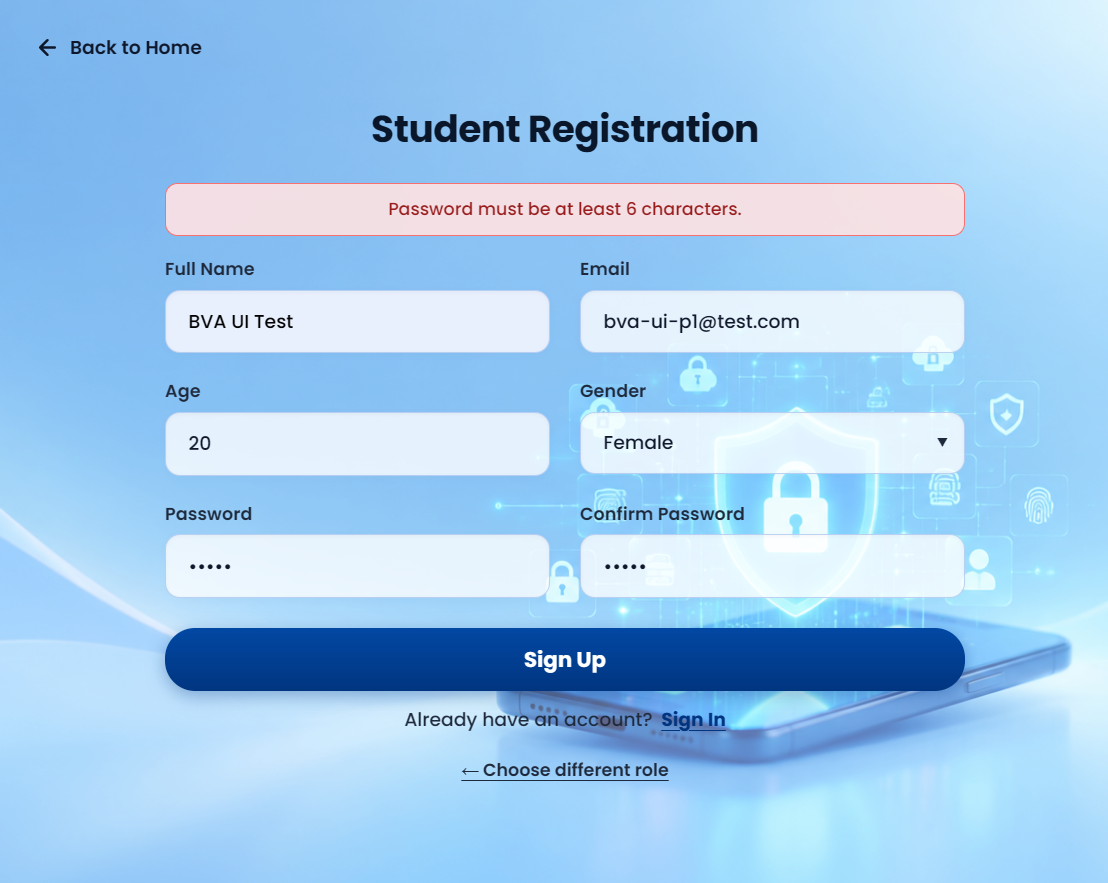 ← Back to Home
Student Registration
Password must be at least 6 characters.
Full Name
Email
BVA UI Test
bva-ui-p1@test.com
Age
Gender
20
Female ▼
Password
Confirm Password
•••••
•••••
Sign Up
Already have an account? Sign In
← Choose different role